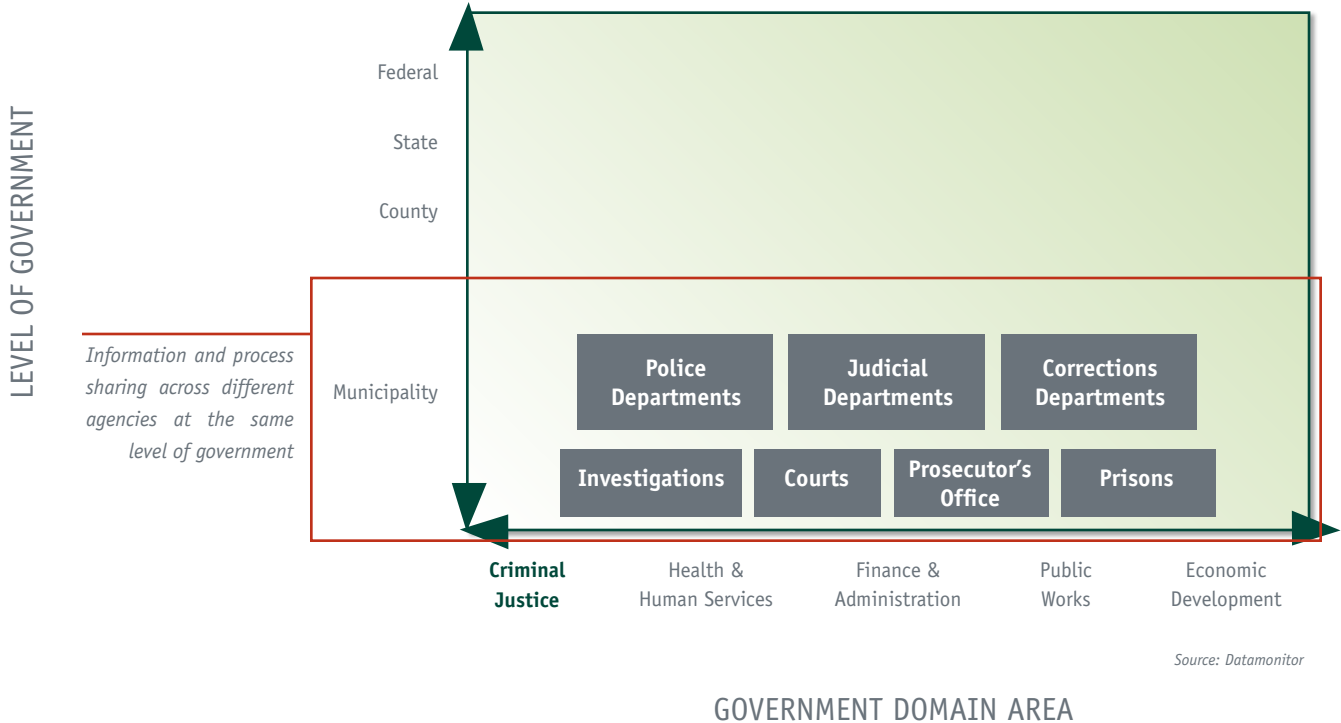 LEVEL OF GOVERNMENT
Federal
State
County
Municipality
Information and process
sharing across different
agencies at the same
level of government
Police
Departments
Judicial
Departments
Corrections
Departments
Investigations
Courts
Prosecutor’s
Office
Prisons
Criminal
Justice
Health &
Human Services
Finance &
Administration
Public
Works
Economic
Development
Source: Datamonitor
GOVERNMENT DOMAIN AREA